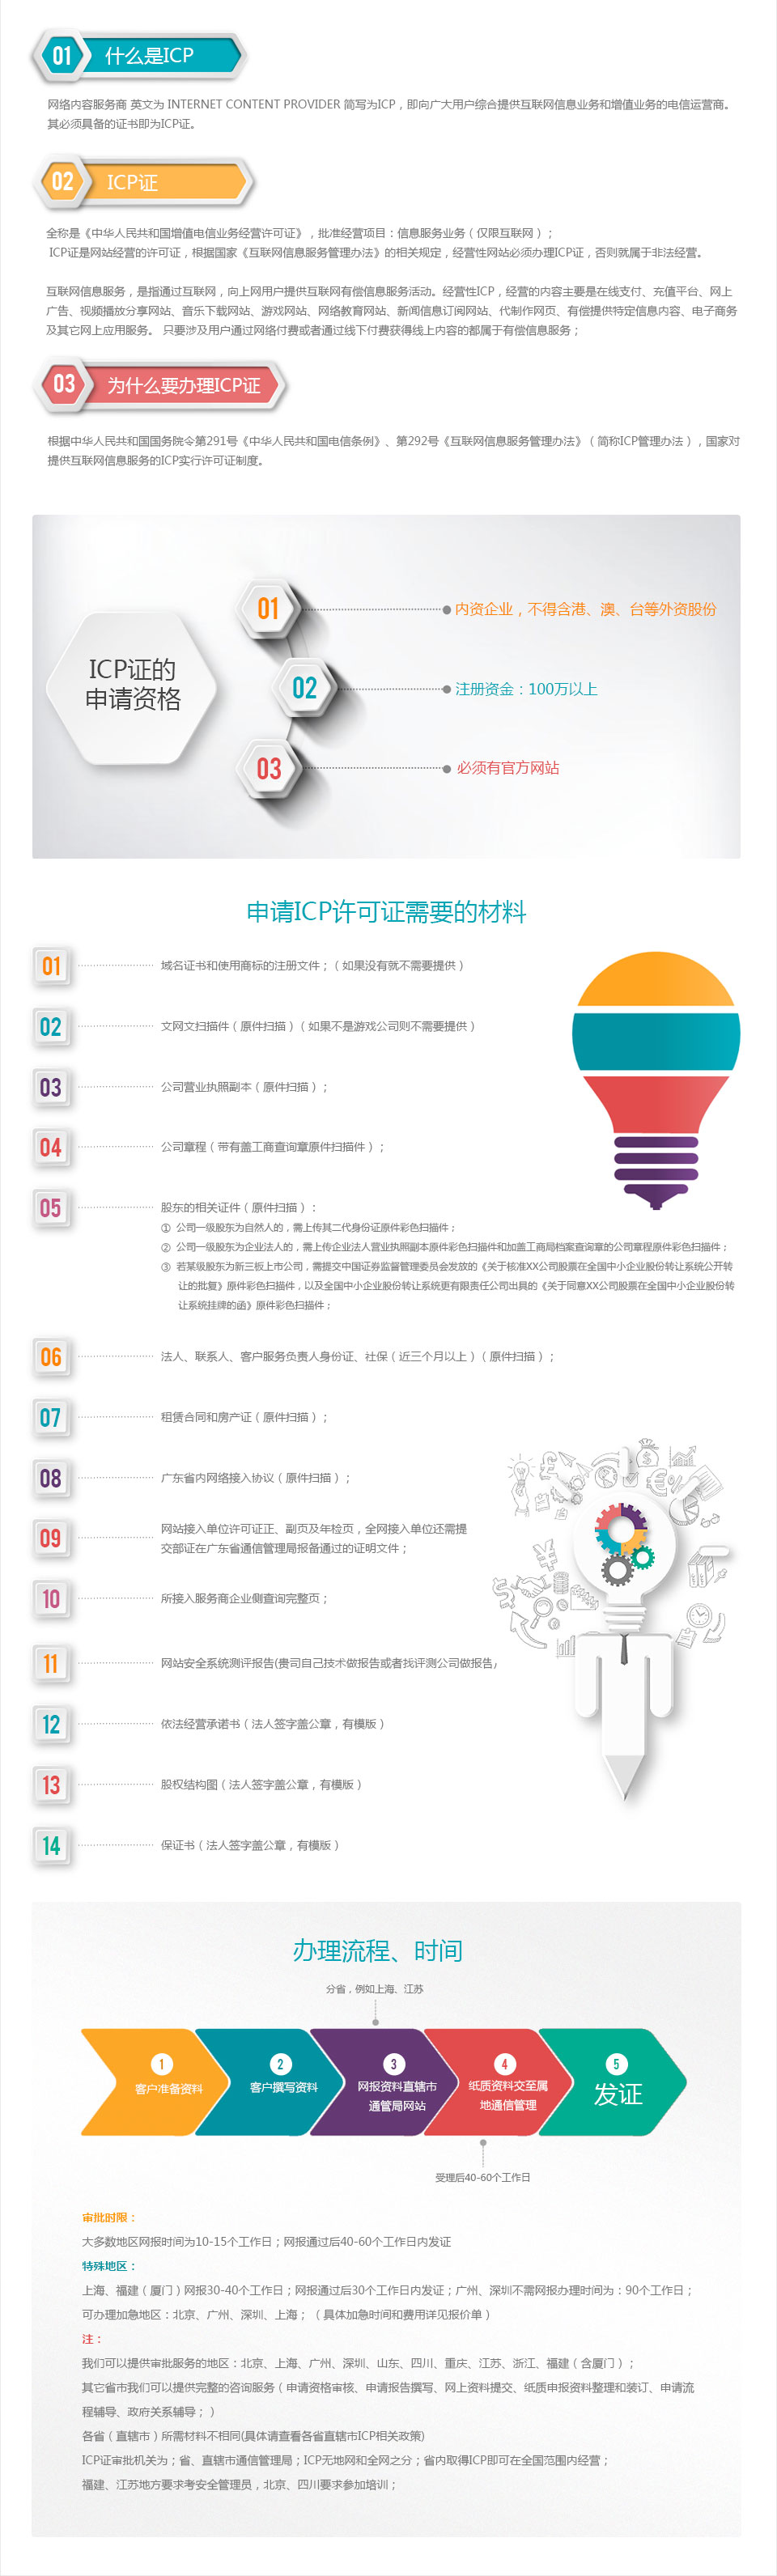 01 什么是ICP
网络内容服务商 英文为 INTERNET CONTENT PROVIDER 简写为ICP，即向广大用户综合提供互联网信息业务和增值业务的电信运营商。
其必须具备的证书即为ICP证。
02 ICP证
全称是《中华人民共和国增值电信业务经营许可证》，批准经营项目：信息服务业务（仅限互联网）；
ICP证是网站经营的许可证，根据国家《互联网信息服务管理办法》的相关规定，经营性网站必须办理ICP证，否则就属于非法经营。
互联网信息服务，是指通过互联网，向上网用户提供互联网有偿信息服务活动。经营性ICP，经营的内容主要是在线支付、充值平台、网上
广告、视频播放分享网站、音乐下载网站、游戏网站、网络教育网站、新闻信息订阅网站、代制作网页、有偿提供特定信息内容、电子商务
及其它网上应用服务。 只要涉及用户通过网络付费或者通过线下付费获得线上内容的都属于有偿信息服务；
03 为什么要办理ICP证
根据中华人民共和国国务院令第291号《中华人民共和国电信条例》、第292号《互联网信息服务管理办法》（简称ICP管理办法），国家对
提供互联网信息服务的ICP实行许可证制度。
ICP证的
申请资格
01 内资企业，不得含港、澳、台等外资股份
02 注册资金：100万以上
03 必须有官方网站
申请ICP许可证需要的材料
01 域名证书和使用商标的注册文件；（如果没有就不需要提供）
02 文网文扫描件（原件扫描）（如果不是游戏公司则不需要提供）
03 公司营业执照副本（原件扫描）；
04 公司章程（带有盖工商查询章原件扫描件）；
05 股东的相关证件（原件扫描）：
① 公司一级股东为自然人的，需上传其二代身份证原件彩色扫描件；
② 公司一级股东为企业法人的，需上传企业法人营业执照副本原件彩色扫描件和加盖工商局档案查询章的公司章程原件彩色扫描件；
③ 若某级股东为新三板上市公司，需提交中国证券监督管理委员会发放的《关于核准XX公司股票在全国中小企业股份转让系统公开转
让的批复》原件彩色扫描件，以及全国中小企业股份转让系统更有限责任公司出具的《关于同意XX公司股票在全国中小企业股份转
让系统挂牌的函》原件彩色扫描件；
06 法人、联系人、客户服务负责人身份证、社保（近三个月以上）（原件扫描）；
07 租赁合同和房产证（原件扫描）；
08 广东省内网络接入协议（原件扫描）；
09 网站接入单位许可证正、副页及年检页，全网接入单位还需提
交部证在广东省通信管理局报备通过的证明文件；
10 所接入服务商企业侧查询完整页；
11 网站安全系统测评报告(贵司自己技术做报告或者找评测公司做报告)
12 依法经营承诺书（法人签字盖公章，有模版）
13 股权结构图（法人签字盖公章，有模版）
14 保证书（法人签字盖公章，有模版）
办理流程、时间
分省，例如上海、江苏
1 客户准备资料
2 客户撰写资料
3 网报资料直辖市
通管局网站
4 纸质资料交至属
地通信管理
5 发证
受理后40-60个工作日
审批时限：
大多数地区网报时间为10-15个工作日；网报通过后40-60个工作日内发证
特殊地区：
上海、福建（厦门）网报30-40个工作日；网报通过后30个工作日内发证；广州、深圳不需网报办理时间为：90个工作日；
可办理加急地区：北京、广州、深圳、上海；（具体加急时间和费用详见报价单）
注：
我们可以提供审批服务的地区：北京、上海、广州、深圳、山东、四川、重庆、江苏、浙江、福建（含厦门）；
其它省市我们可以提供完整的咨询服务（申请资格审核、申请报告撰写、网上资料提交、纸质申报资料整理和装订、申请流
程辅导、政府关系辅导；）
各省（直辖市）所需材料不相同(具体请查看各省直辖市ICP相关政策)
ICP证审批机关为；省、直辖市通信管理局；ICP无地网和全网之分；省内取得ICP即可在全国范围内经营；
福建、江苏地方要求考安全管理员，北京、四川要求参加培训；